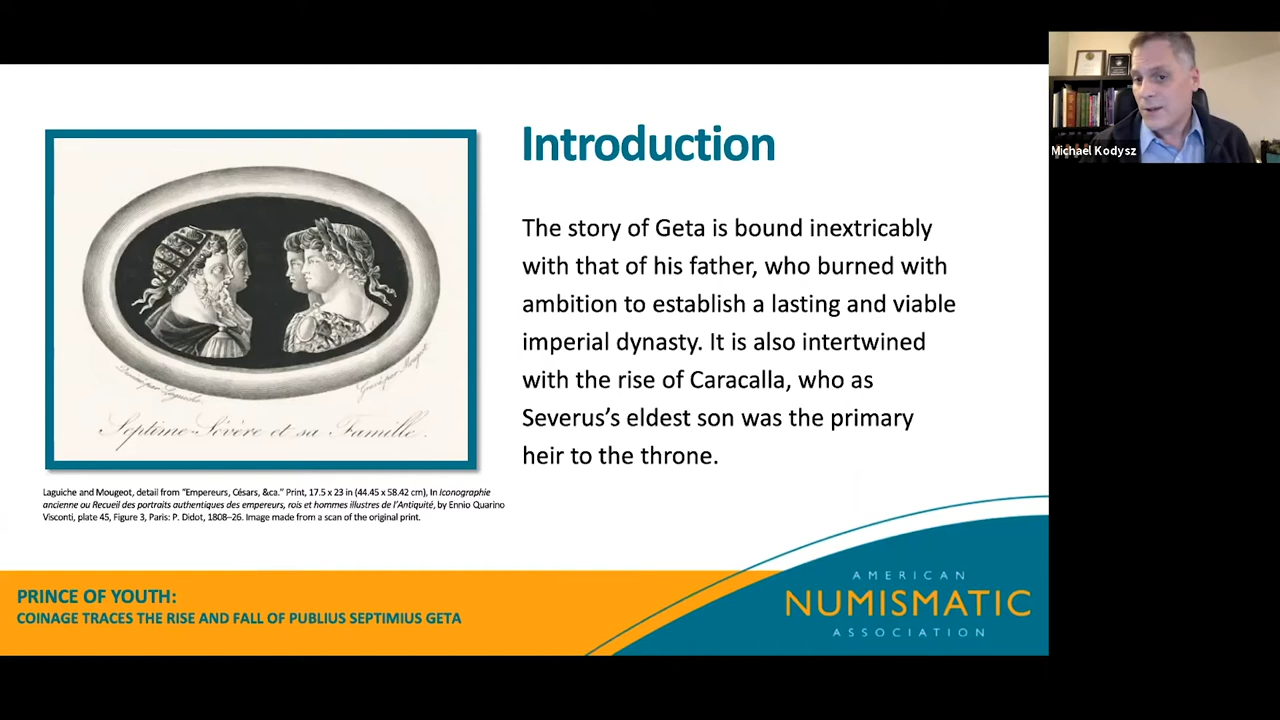 Introduction
The story of Geta is bound inextricably
with that of his father, who burned with
ambition to establish a lasting and viable
imperial dynasty. It is also intertwined
with the rise of Caracalla, who as
Severus’s eldest son was the primary
heir to the throne.
Septime-Sévère et sa Famille.
Laguiche and Mougeot, detail from “Empereurs, Césars, &ca.” Print, 17.5 x 23 in (44.45 x 58.42 cm), In Iconographie
ancienne ou Recueil des portraits authentiques des empereurs, rois et hommes illustres de l’Antiquité, by Ennio Quarino
Visconti, plate 45, Figure 3, Paris: P. Didot, 1808–26. Image made from a scan of the original print.
PRINCE OF YOUTH:
COINAGE TRACES THE RISE AND FALL OF PUBLIUS SEPTIMIUS GETA
AMERICAN
NUMISMATIC
ASSOCIATION
Michael Kodysz